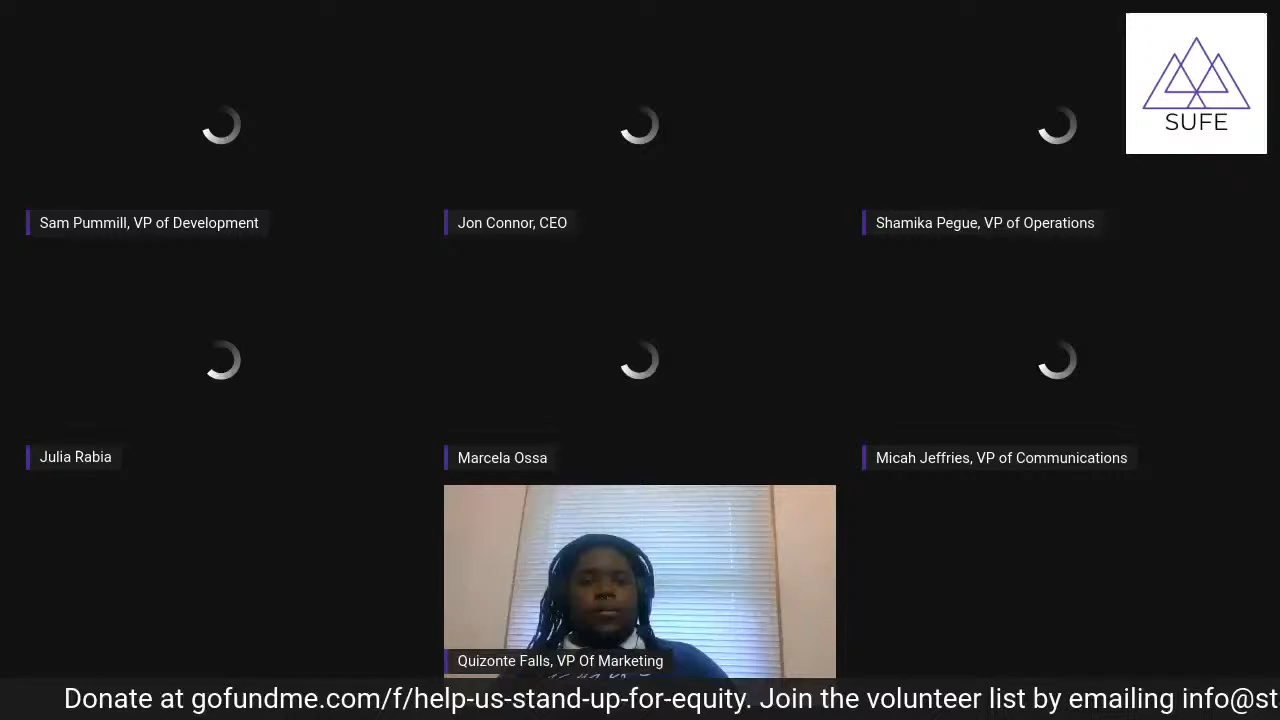 SUFE
Sam Pummill, VP of Development
Jon Connor, CEO
Shamika Pegue, VP of Operations
Julia Rabia
Marcela Ossa
Micah Jeffries, VP of Communications
Quizonte Falls, VP Of Marketing
Donate at gofundme.com/f/help-us-stand-up-for-equity. Join the volunteer list by emailing info@st